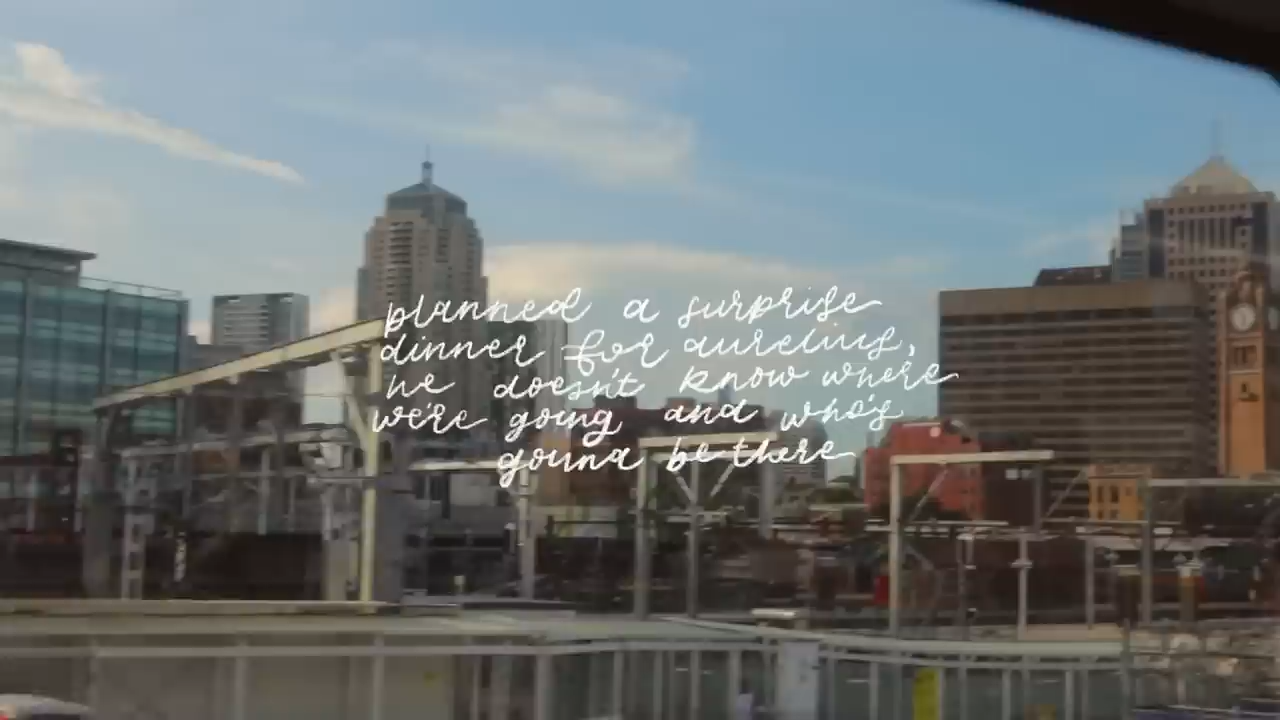 planned a surprise
dinner for aurelius,
he doesn't know where
we're going and who's
gonna be there